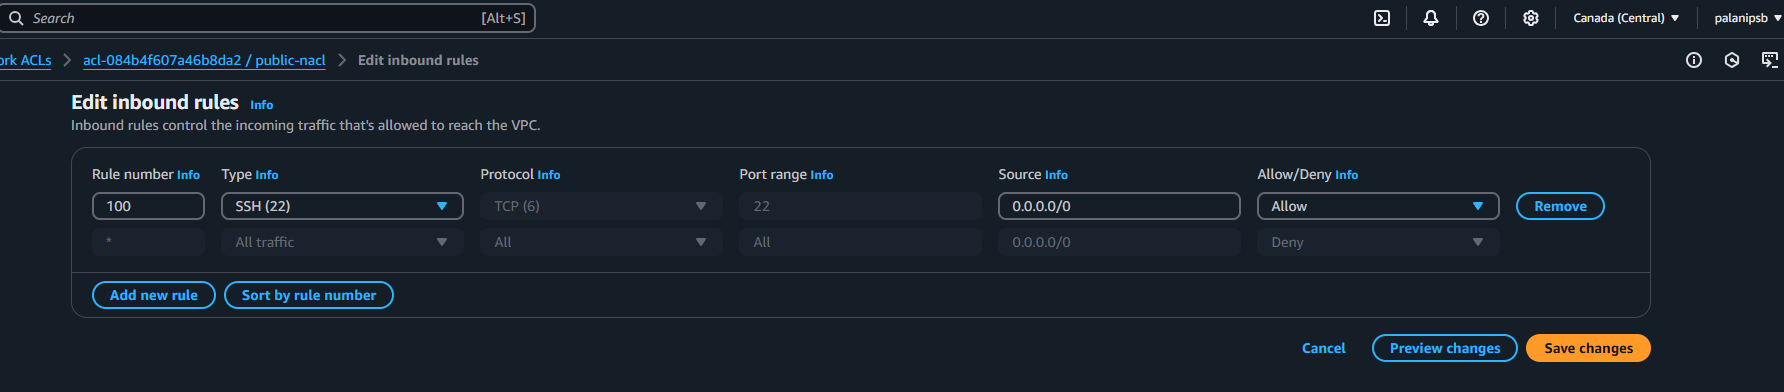 Search [Alt+S] Canada (Central) palanipsb
ork ACLs acl-084b4f607a46b8da2 / public-nacl Edit inbound rules
Edit inbound rules Info
Inbound rules control the incoming traffic that's allowed to reach the VPC.
Rule number Info Type Info Protocol Info Port range Info Source Info Allow/Deny Info
100 SSH (22) TCP (6) 22 0.0.0.0/0 Allow Remove
* All traffic All All 0.0.0.0/0 Deny
Add new rule Sort by rule number
Cancel Preview changes Save changes